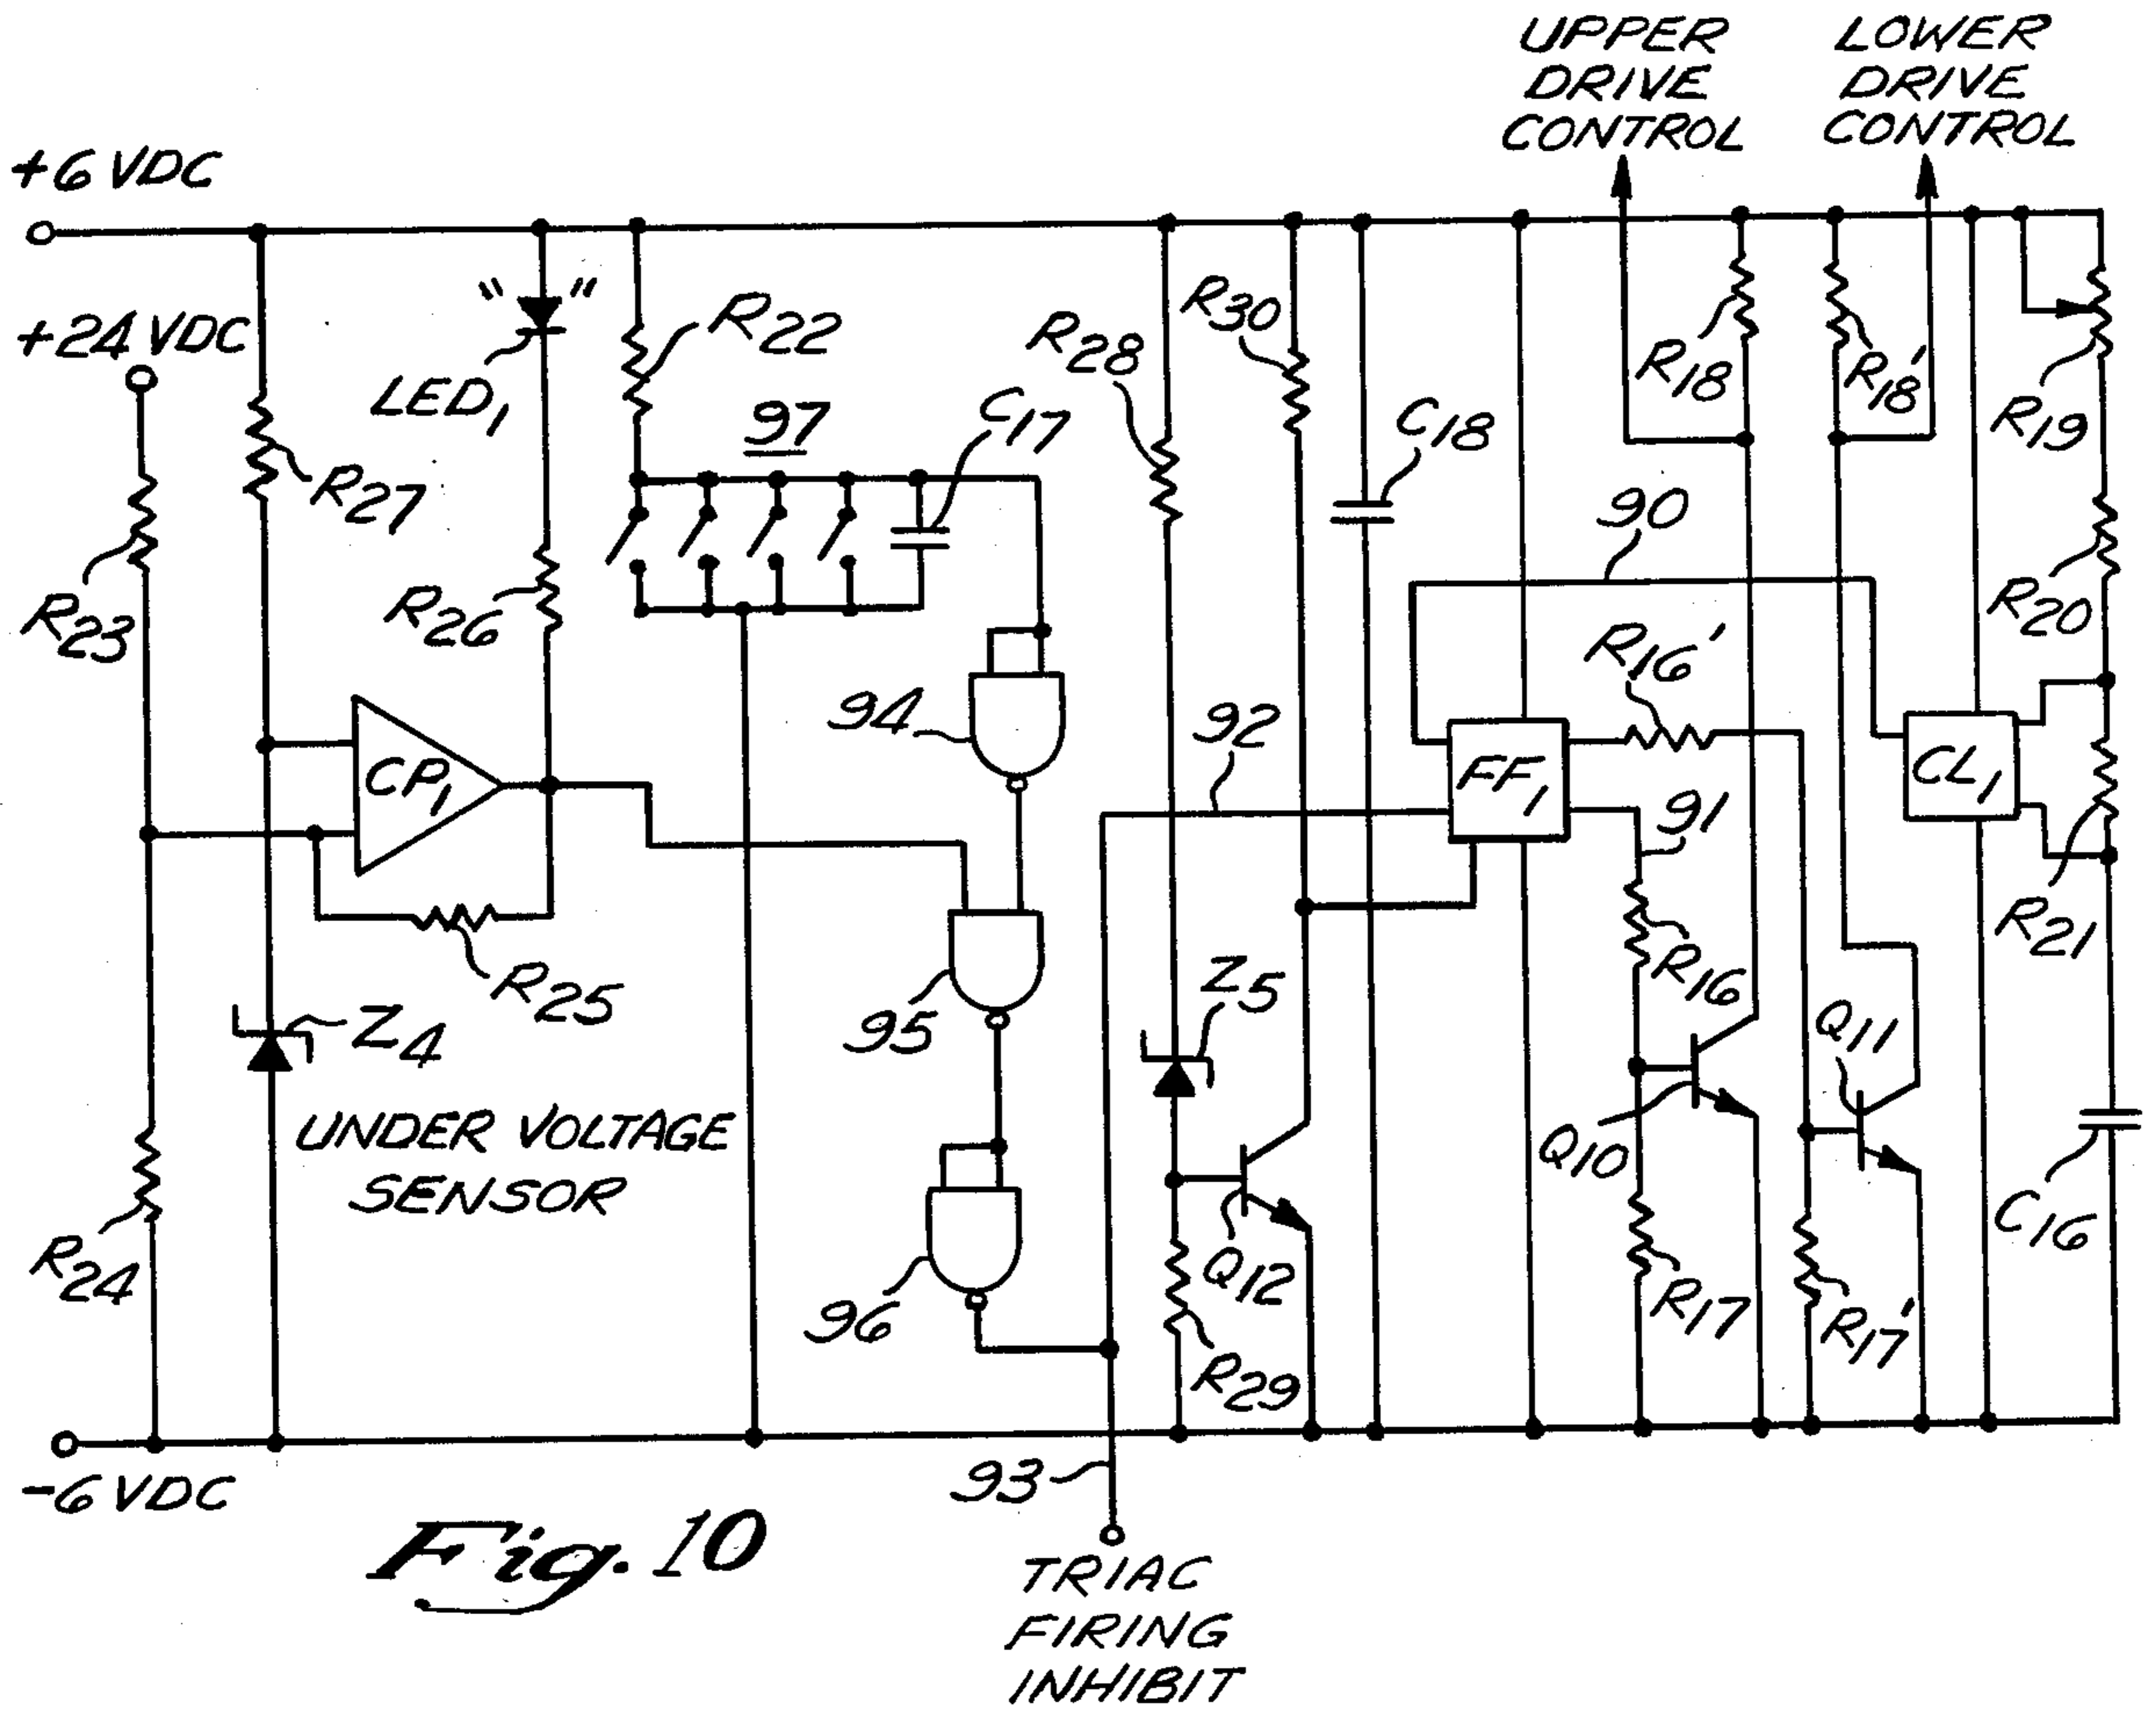 UPPER
DRIVE
CONTROL
LOWER
DRIVE
CONTROL
+6 VDC
+24 VDC
" "
LED1
R22
R28
R30
C17
97
C18
R18
R18'
R19
R27
R23
R26
90
R20
R16'
94
92
CP1
FF1
CL1
91
R25
95
Z4
Z5
R16
R21
Q11
UNDER VOLTAGE
SENSOR
Q10
C16
R24
96
Q12
R17
R17'
R29
-6 VDC
93
Fig. 10
TRIAC
FIRING
INHIBIT